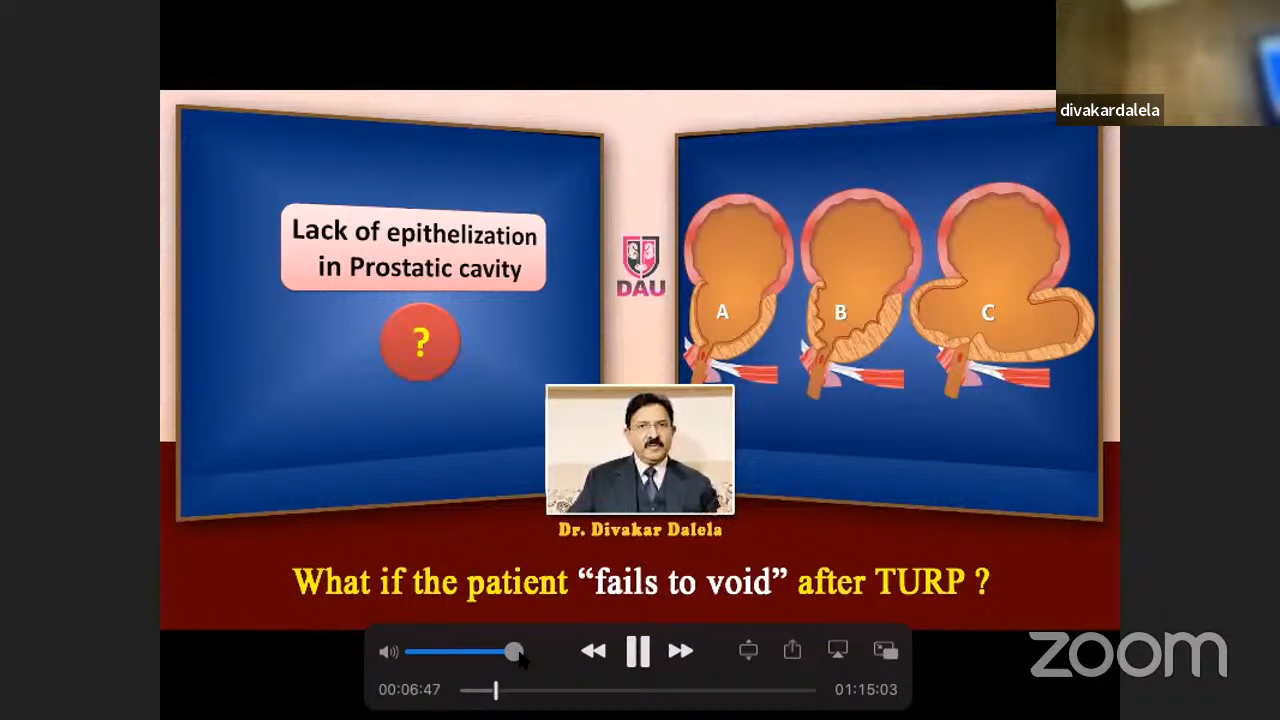 divakardalela
Lack of epithelization
in Prostatic cavity
?
DAU
A
B
C
Dr. Divakar Dalela
What if the patient “fails to void” after TURP ?
00:06:47
01:15:03
zoom